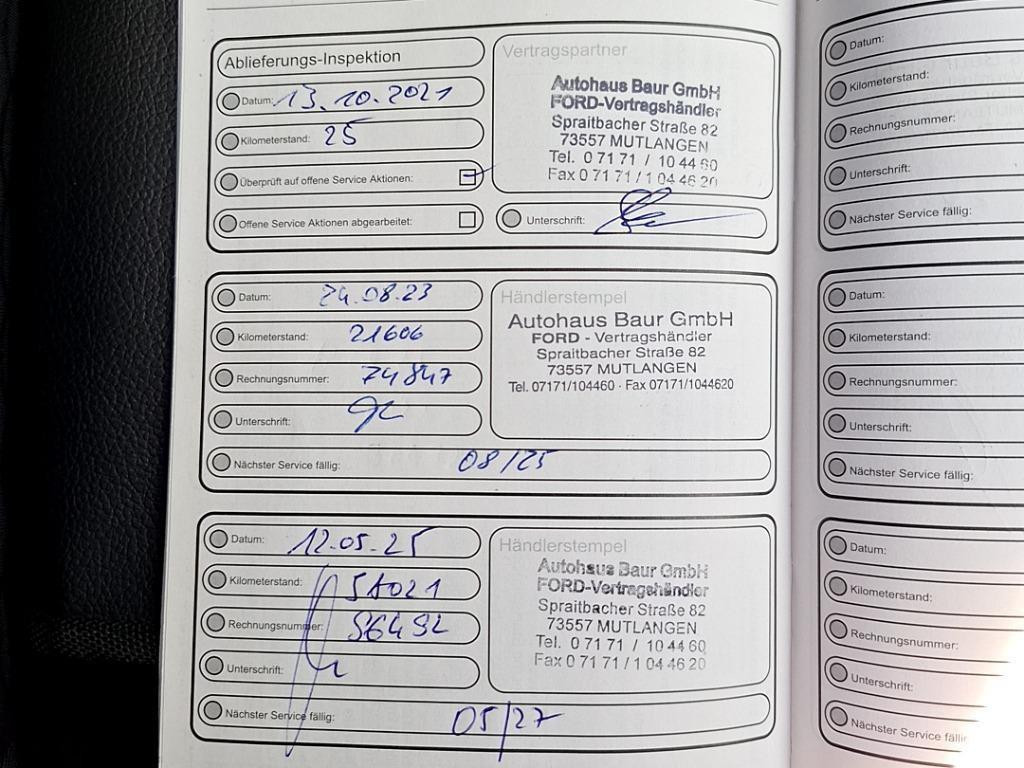 Ablieferungs-Inspektion
Datum: 13.10.2021
Kilometerstand: 25
Überprüft auf offene Service Aktionen:
Offene Service Aktionen abgearbeitet:
Vertragspartner
Autohaus Baur GmbH
FORD-Vertragshändler
Spraitbacher Straße 82
73557 MUTLANGEN
Tel. 0 71 71 / 10 44 60
Fax 0 71 71 / 1 04 46 20
Unterschrift:
Datum: 24.08.23
Kilometerstand: 21606
Rechnungsnummer: 74847
Unterschrift:
Händlerstempel
Autohaus Baur GmbH
FORD - Vertragshändler
Spraitbacher Straße 82
73557 MUTLANGEN
Tel. 07171/104460 · Fax 07171/1044620
Nächster Service fällig: 08/25
Datum: 12.05.25
Kilometerstand: 51021
Rechnungsnummer:
Unterschrift:
Händlerstempel
Autohaus Baur GmbH
FORD-Vertragshändler
Spraitbacher Straße 82
73557 MUTLANGEN
Tel. 0 71 71 / 10 44 60
Fax 0 71 71 / 1 04 46 20
Nächster Service fällig: 05/27
Datum:
Kilometerstand:
Rechnungsnummer:
Unterschrift:
Nächster Service fällig:
Datum:
Kilometerstand:
Rechnungsnummer:
Unterschrift:
Nächster Service fällig:
Datum:
Kilometerstand:
Rechnungsnummer:
Unterschrift:
Nächster Service fälli